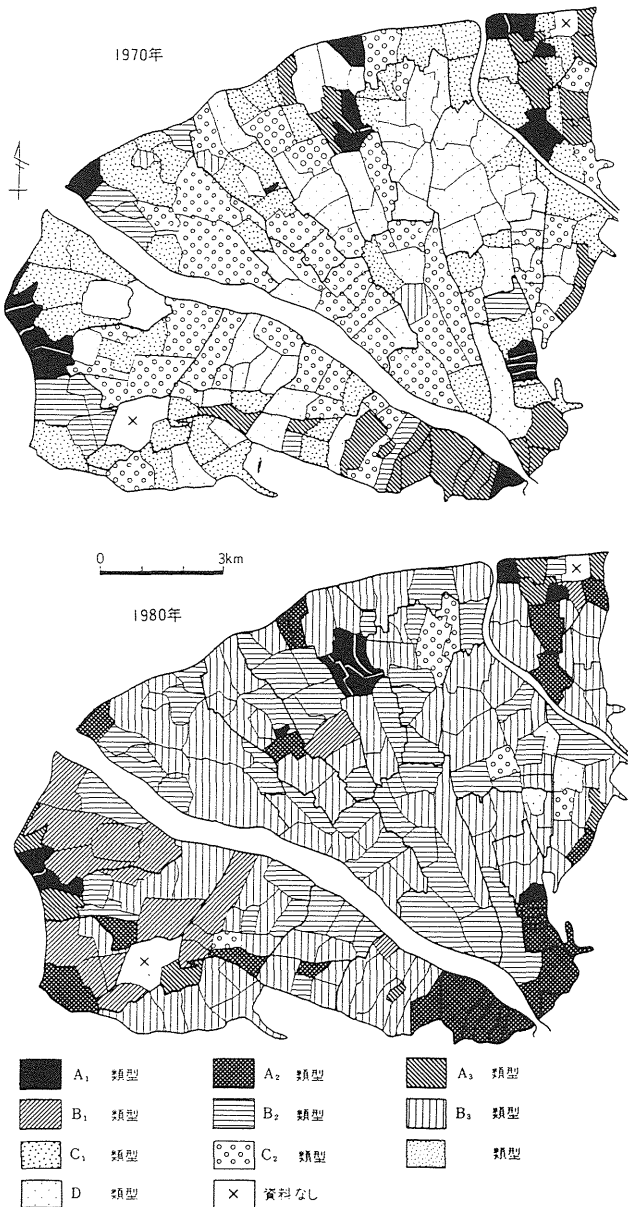 1970年
×
×
0 3km
1980年
×
×
A₁ 類型 A₂ 類型 A₃ 類型
B₁ 類型 B₂ 類型 B₃ 類型
C₁ 類型 C₂ 類型 類型
D 類型 × 資料なし